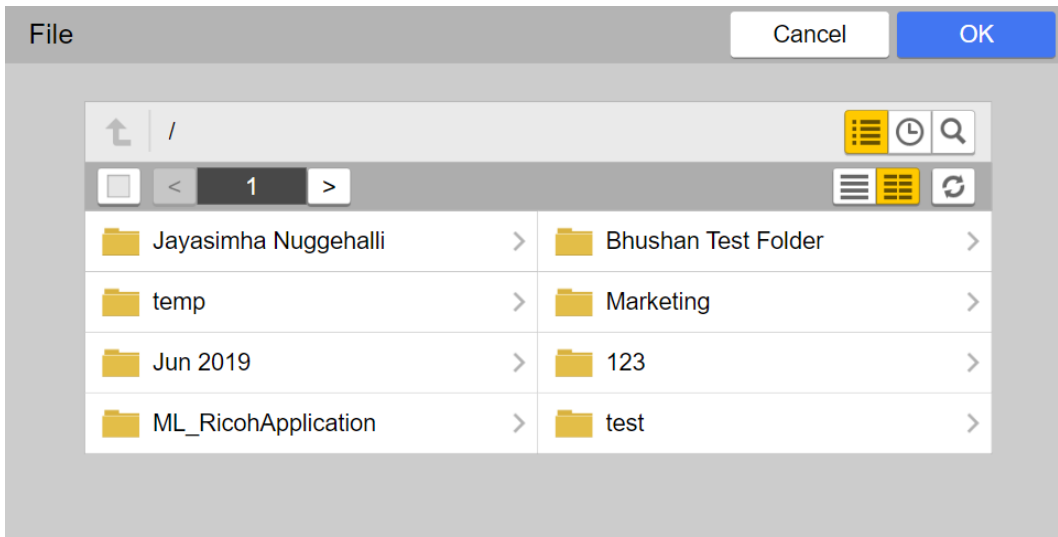 File Cancel OK
/
< 1 >
Jayasimha Nuggehalli Bhushan Test Folder
temp Marketing
Jun 2019 123
ML_RicohApplication test